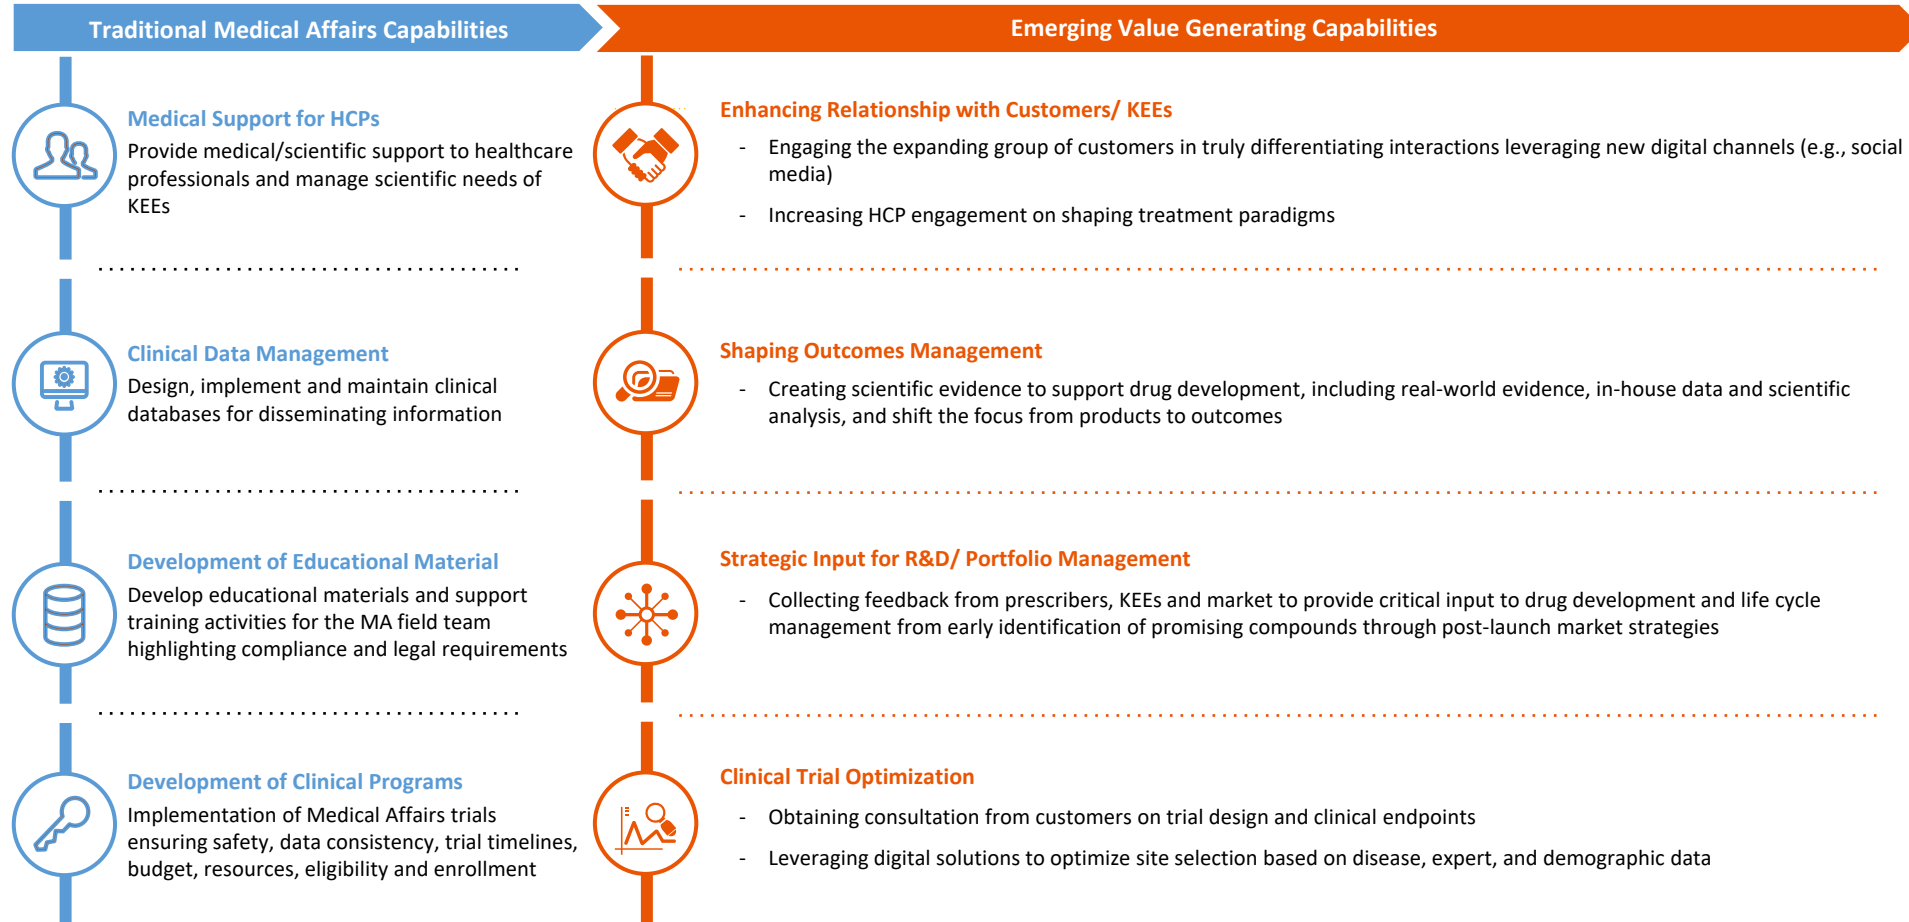 Traditional Medical Affairs Capabilities
Emerging Value Generating Capabilities
Medical Support for HCPs
Provide medical/scientific support to healthcare
professionals and manage scientific needs of
KEEs
Enhancing Relationship with Customers/ KEEs
- Engaging the expanding group of customers in truly differentiating interactions leveraging new digital channels (e.g., social
media)
- Increasing HCP engagement on shaping treatment paradigms
Clinical Data Management
Design, implement and maintain clinical
databases for disseminating information
Shaping Outcomes Management
- Creating scientific evidence to support drug development, including real-world evidence, in-house data and scientific
analysis, and shift the focus from products to outcomes
Development of Educational Material
Develop educational materials and support
training activities for the MA field team
highlighting compliance and legal requirements
Strategic Input for R&D/ Portfolio Management
- Collecting feedback from prescribers, KEEs and market to provide critical input to drug development and life cycle
management from early identification of promising compounds through post-launch market strategies
Development of Clinical Programs
Implementation of Medical Affairs trials
ensuring safety, data consistency, trial timelines,
budget, resources, eligibility and enrollment
Clinical Trial Optimization
- Obtaining consultation from customers on trial design and clinical endpoints
- Leveraging digital solutions to optimize site selection based on disease, expert, and demographic data